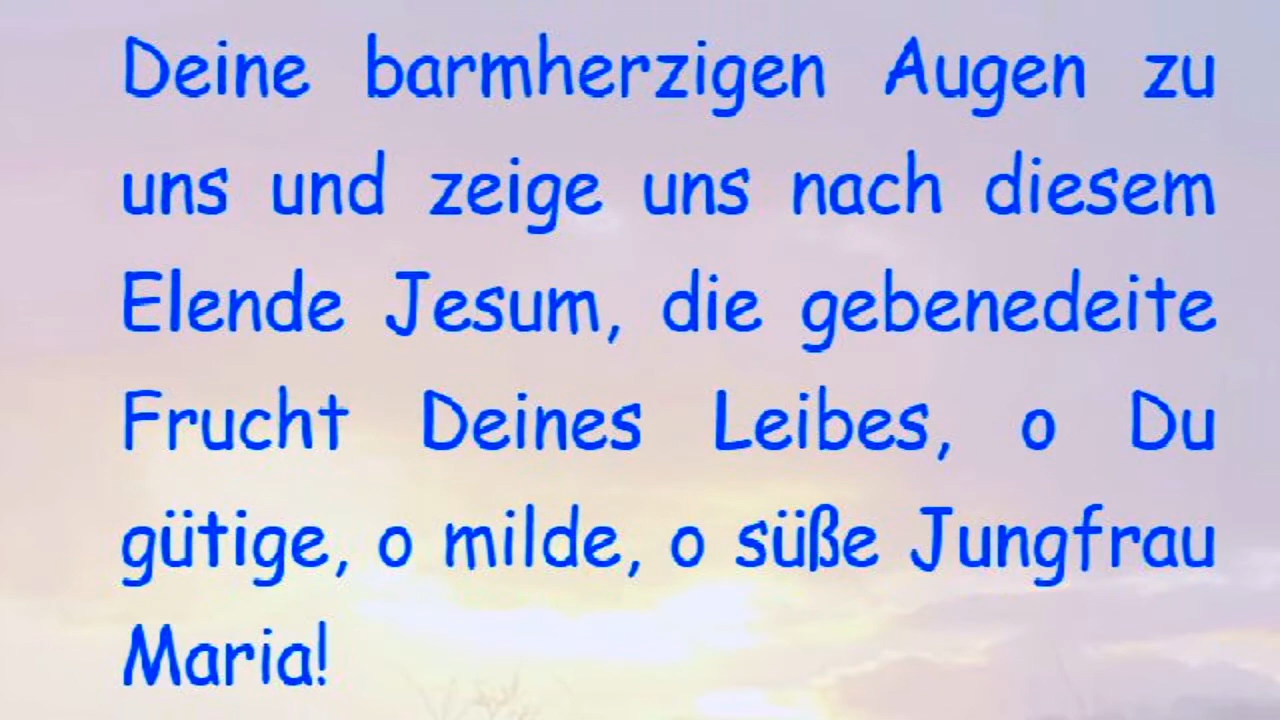 Deine barmherzigen Augen zu
uns und zeige uns nach diesem
Elende Jesum, die gebenedeite
Frucht Deines Leibes, o Du
gütige, o milde, o süße Jungfrau
Maria!